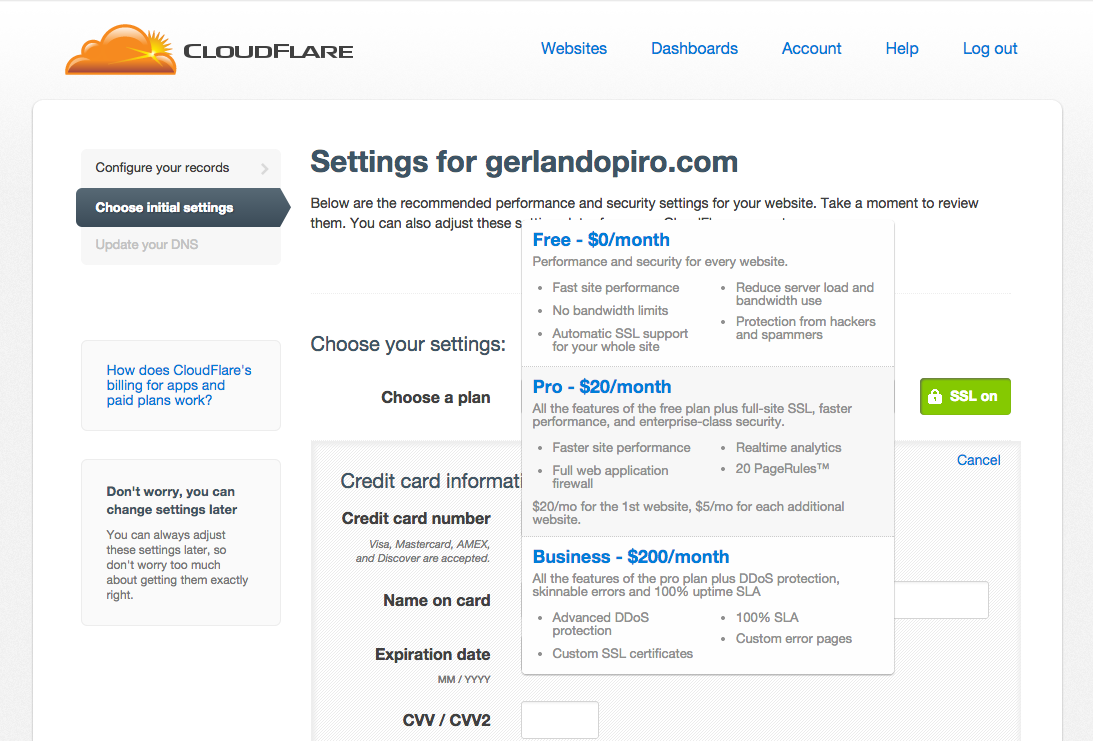 CLOUDFLARE
Websites
Dashboards
Account
Help
Log out
Configure your records
Choose initial settings
Update your DNS
How does CloudFlare's
billing for apps and
paid plans work?
Don't worry, you can
change settings later
You can always adjust
these settings later, so
don't worry too much
about getting them exactly
right.
Settings for gerlandopiro.com
Below are the recommended performance and security settings for your website. Take a moment to review
them. You can also adjust these
Choose your settings:
Choose a plan
Free - $0/month
Performance and security for every website.
• Fast site performance
• No bandwidth limits
• Automatic SSL support
for your whole site
• Reduce server load and
bandwidth use
• Protection from hackers
and spammers
Pro - $20/month
All the features of the free plan plus full-site SSL, faster
performance, and enterprise-class security.
• Faster site performance
• Full web application
firewall
• Realtime analytics
• 20 PageRules™
$20/mo for the 1st website, $5/mo for each additional
website.
Business - $200/month
All the features of the pro plan plus DDoS protection,
skinnable errors and 100% uptime SLA
• Advanced DDoS
protection
• Custom SSL certificates
• 100% SLA
• Custom error pages
SSL on
Cancel
Credit card informati
Credit card number
Visa, Mastercard, AMEX,
and Discover are accepted.
Name on card
Expiration date
MM / YYYY
CVV / CVV2